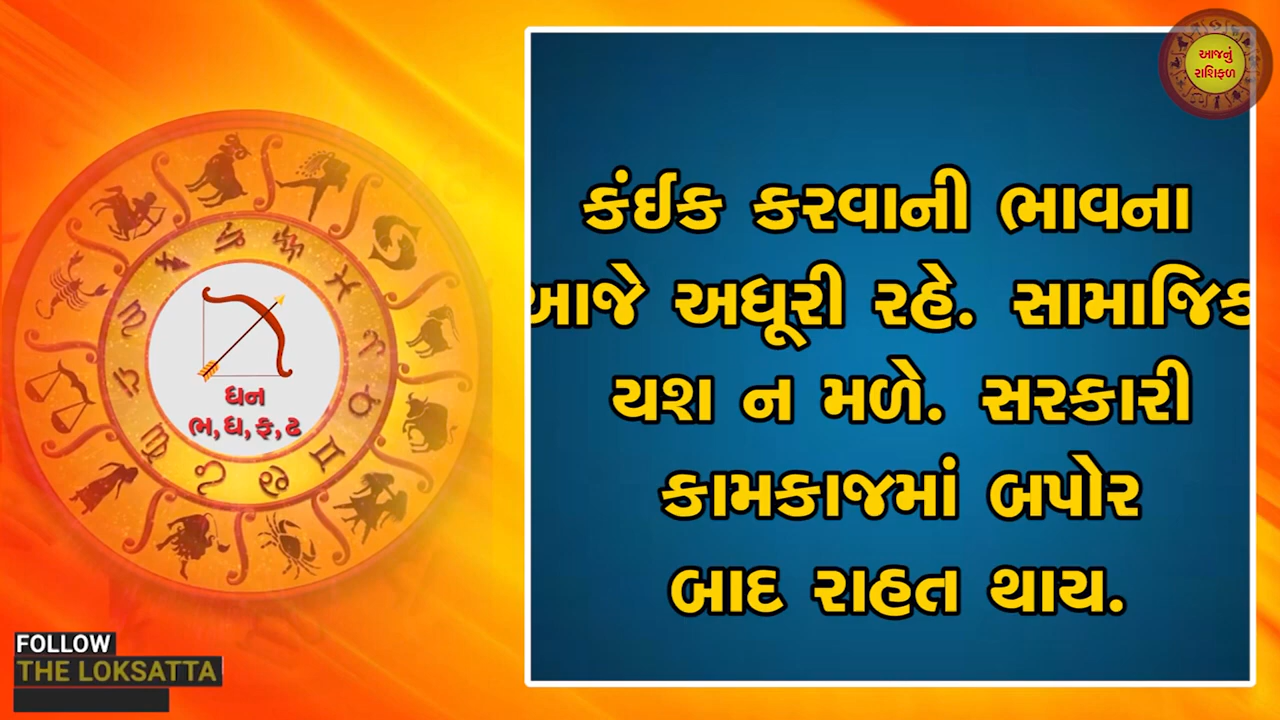 આજનું
રાશિફળ
કંઈક કરવાની ભાવના
આજે અધૂરી રહે. સામાજિક
યશ ન મળે. સરકારી
કામકાજમાં બપોર
બાદ રાહત થાય.
ધન
ભ, ધ, ફ, ઢ
FOLLOW
THE LOKSATTA